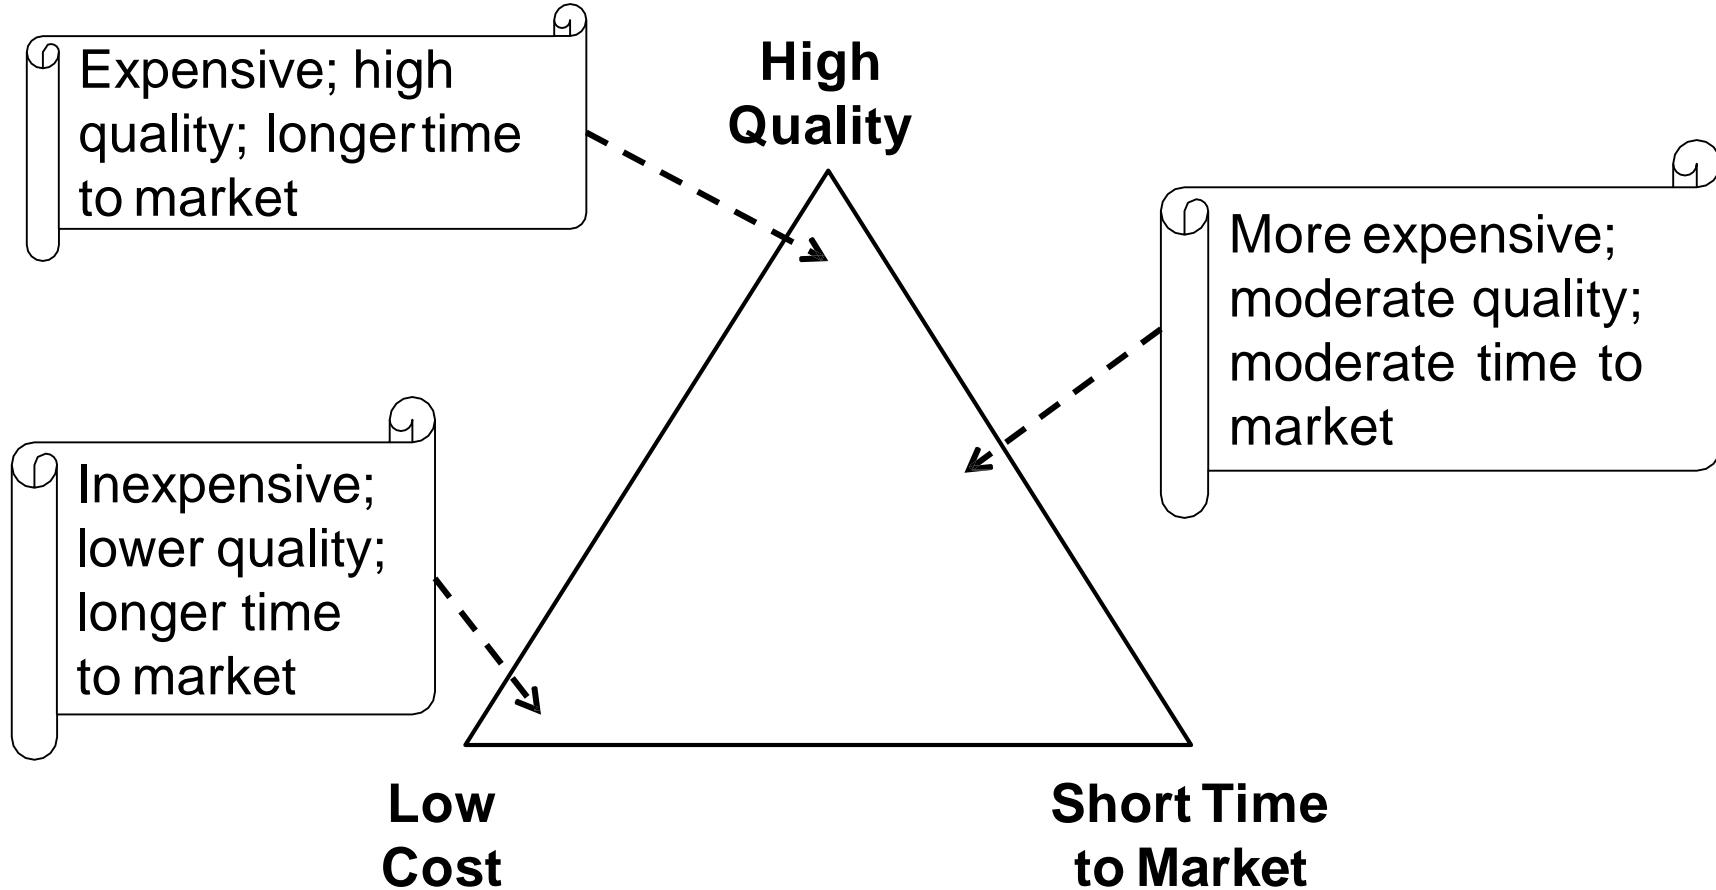 Expensive; high
quality; longer time
to market
High
Quality
More expensive;
moderate quality;
moderate time to
market
Inexpensive;
lower quality;
longer time
to market
Low
Cost
Short Time
to Market